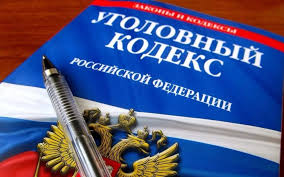 ЗАКОНЫ И КОДЕКСЫ
УГОЛОВНЫЙ
КОДЕКС
РОССИЙСКОЙ ФЕДЕРАЦИИ